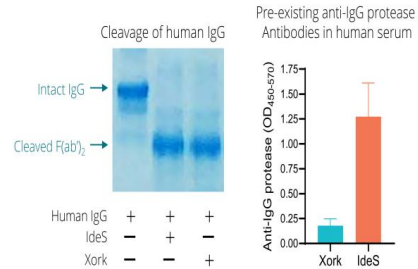 Cleavage of human IgG
Intact IgG
Cleaved F(ab')₂
Human IgG + + +
IdeS – + –
Xork – – +
Pre-existing anti-IgG protease
Antibodies in human serum
Anti-IgG protease (OD₄₅₀₋₅₇₀)
1.75
1.50
1.25
1.00
0.75
0.50
0.25
0.00
Xork IdeS